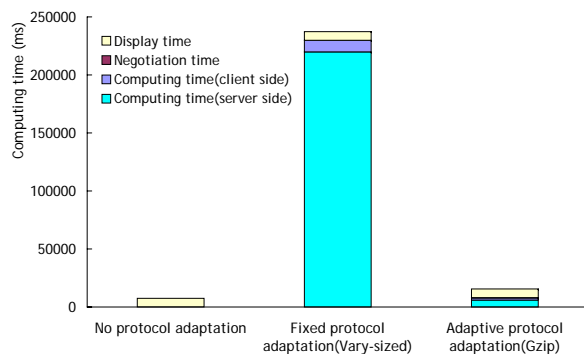 250000
200000
150000
100000
50000
0
Computing time (ms)
Display time
Negotiation time
Computing time(client side)
Computing time(server side)
No protocol adaptation
Fixed protocol
adaptation(Vary-sized)
Adaptive protocol
adaptation(Gzip)